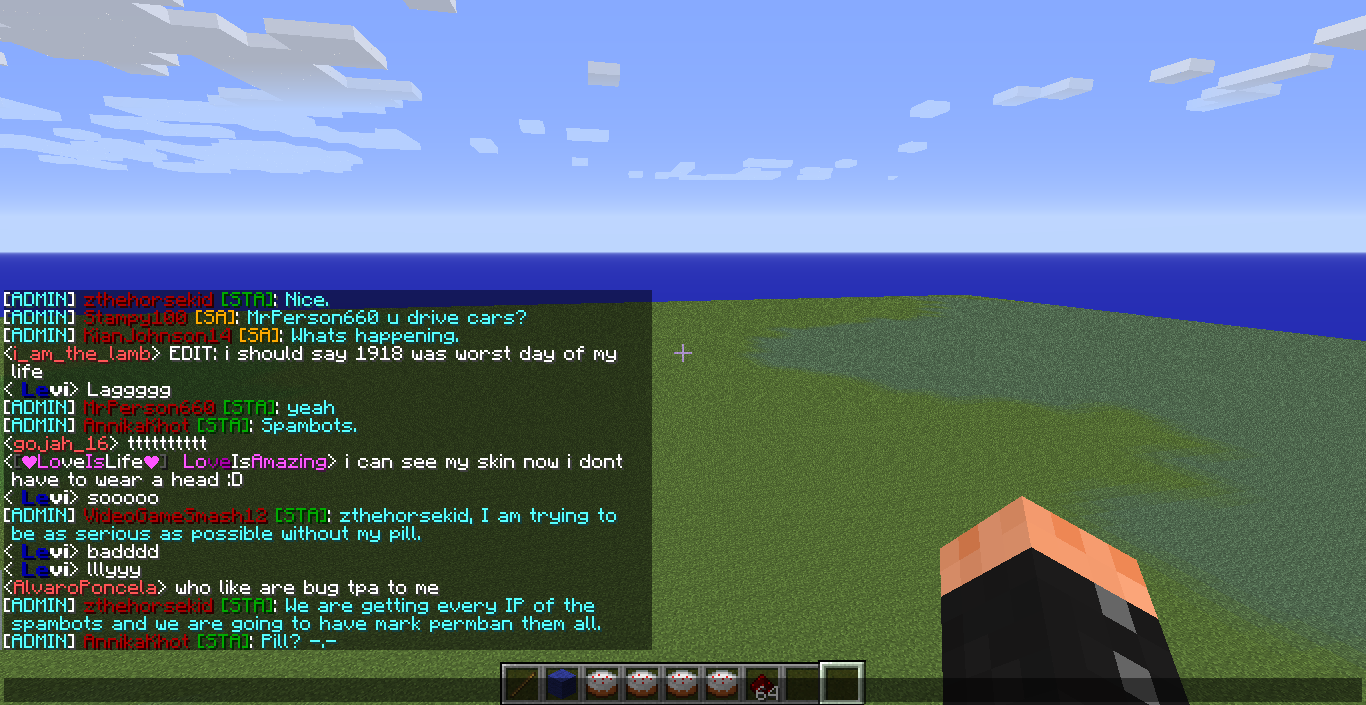 [ADMIN] zthehorsekid [STA]: Nice.
[ADMIN] Stampy100 [SA]: MrPerson660 u drive cars?
[ADMIN] KianJohnson14 [SA]: Whats happening.
<i_am_the_lamb> EDIT: i should say 1918 was worst day of my
life
< Levi> Laggggg
[ADMIN] MrPerson660 [STA]: yeah
[ADMIN] AnnikaKhot [STA]: Spambots.
<gojah_16> tttttttttt
<[♥LoveIsLife♥] LoveIsAmazing> i can see my skin now i dont
have to wear a head :D
< Levi> sooooo
[ADMIN] VideoGameSmash12 [STA]: zthehorsekid, I am trying to
be as serious as possible without my pill.
< Levi> badddd
< Levi> lllyyy
<AlvaroPoncela> who like are bug tpa to me
[ADMIN] zthehorsekid [STA]: We are getting every IP of the
spambots and we are going to have mark permban them all.
[ADMIN] AnnikaKhot [STA]: Pill? -.-
64